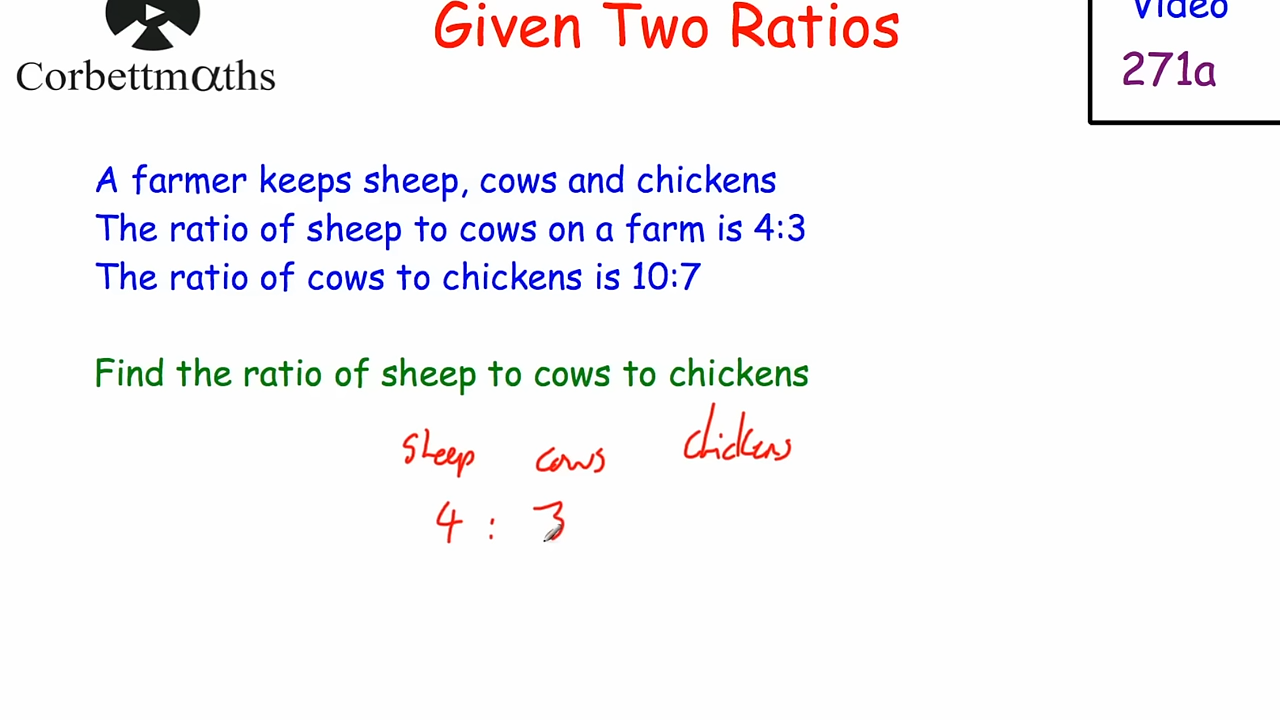 Given Two Ratios
Video
271a
Corbettmαths
A farmer keeps sheep, cows and chickens
The ratio of sheep to cows on a farm is 4:3
The ratio of cows to chickens is 10:7
Find the ratio of sheep to cows to chickens
sheep cows chickens
4 : 3